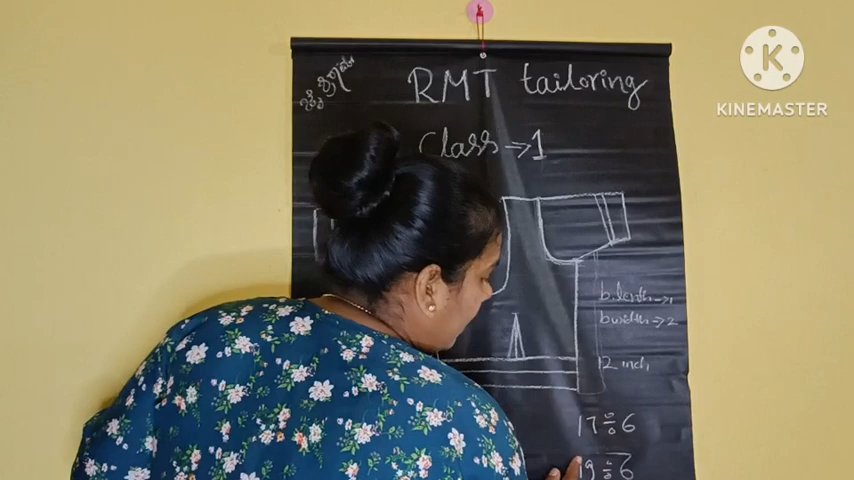 RMT tailoring
Class → 1
b. lenth → 1
b width → 2
12 inch
17 ÷ 6
19 ÷ 6
KINEMASTER